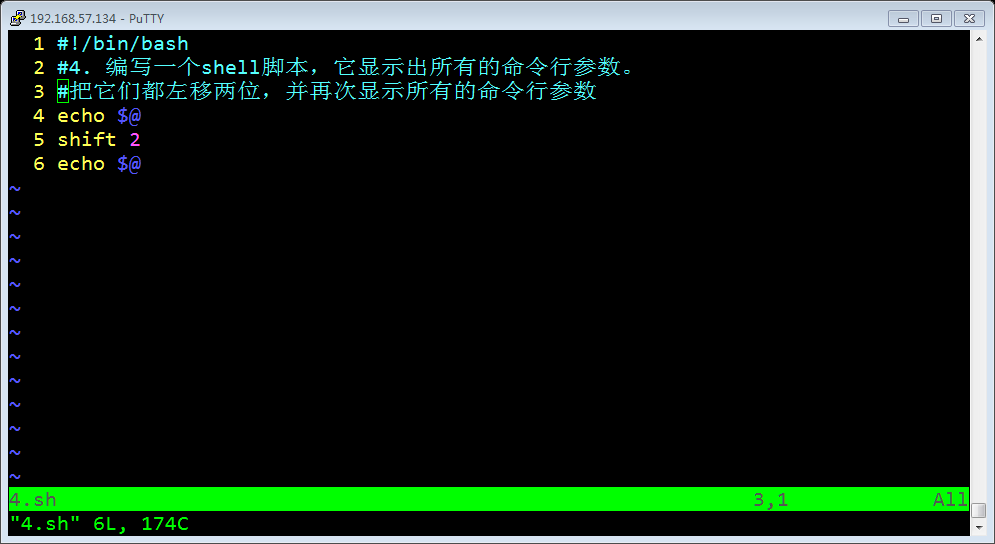 192.168.57.134 - PuTTY
1 #!/bin/bash
2 #4. 编写一个shell脚本，它显示出所有的命令行参数。
3 #把它们都左移两位，并再次显示所有的命令行参数
4 echo $@
5 shift 2
6 echo $@
~
~
~
~
~
~
~
~
~
~
~
~
~
4.sh 3,1 All
"4.sh" 6L, 174C